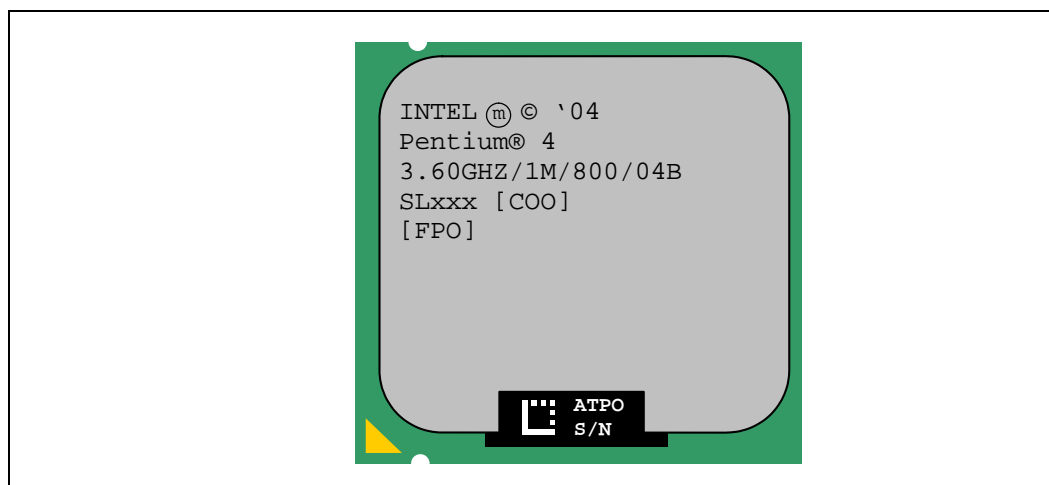 INTEL ⓜ © ‘04
Pentium® 4
3.60GHZ/1M/800/04B
SLxxx [COO]
[FPO]
ATPO
S/N